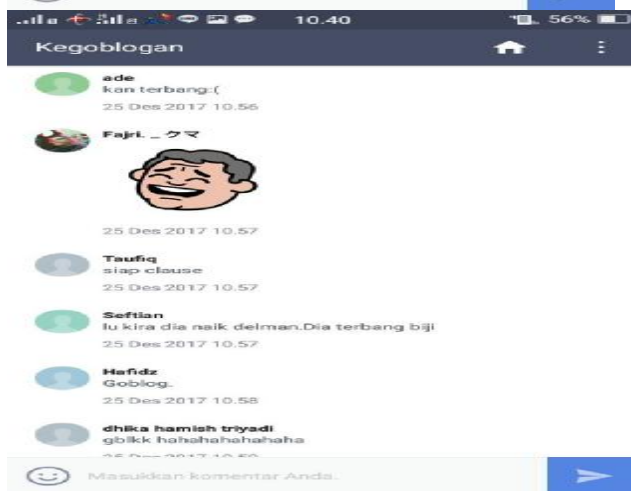 10.40
56%
Kegoblogan
ade
kan terbang:(
25 Des 2017 10.56
Fajri. _ クマ
25 Des 2017 10.57
Taufiq
siap clause
25 Des 2017 10.57
Seftian
lu kira dia naik delman.Dia terbang biji
25 Des 2017 10.57
Hafidz
Goblog.
25 Des 2017 10.58
dhika hamish triyadi
gblkk hahahahahahaha
Masukkan komentar Anda.